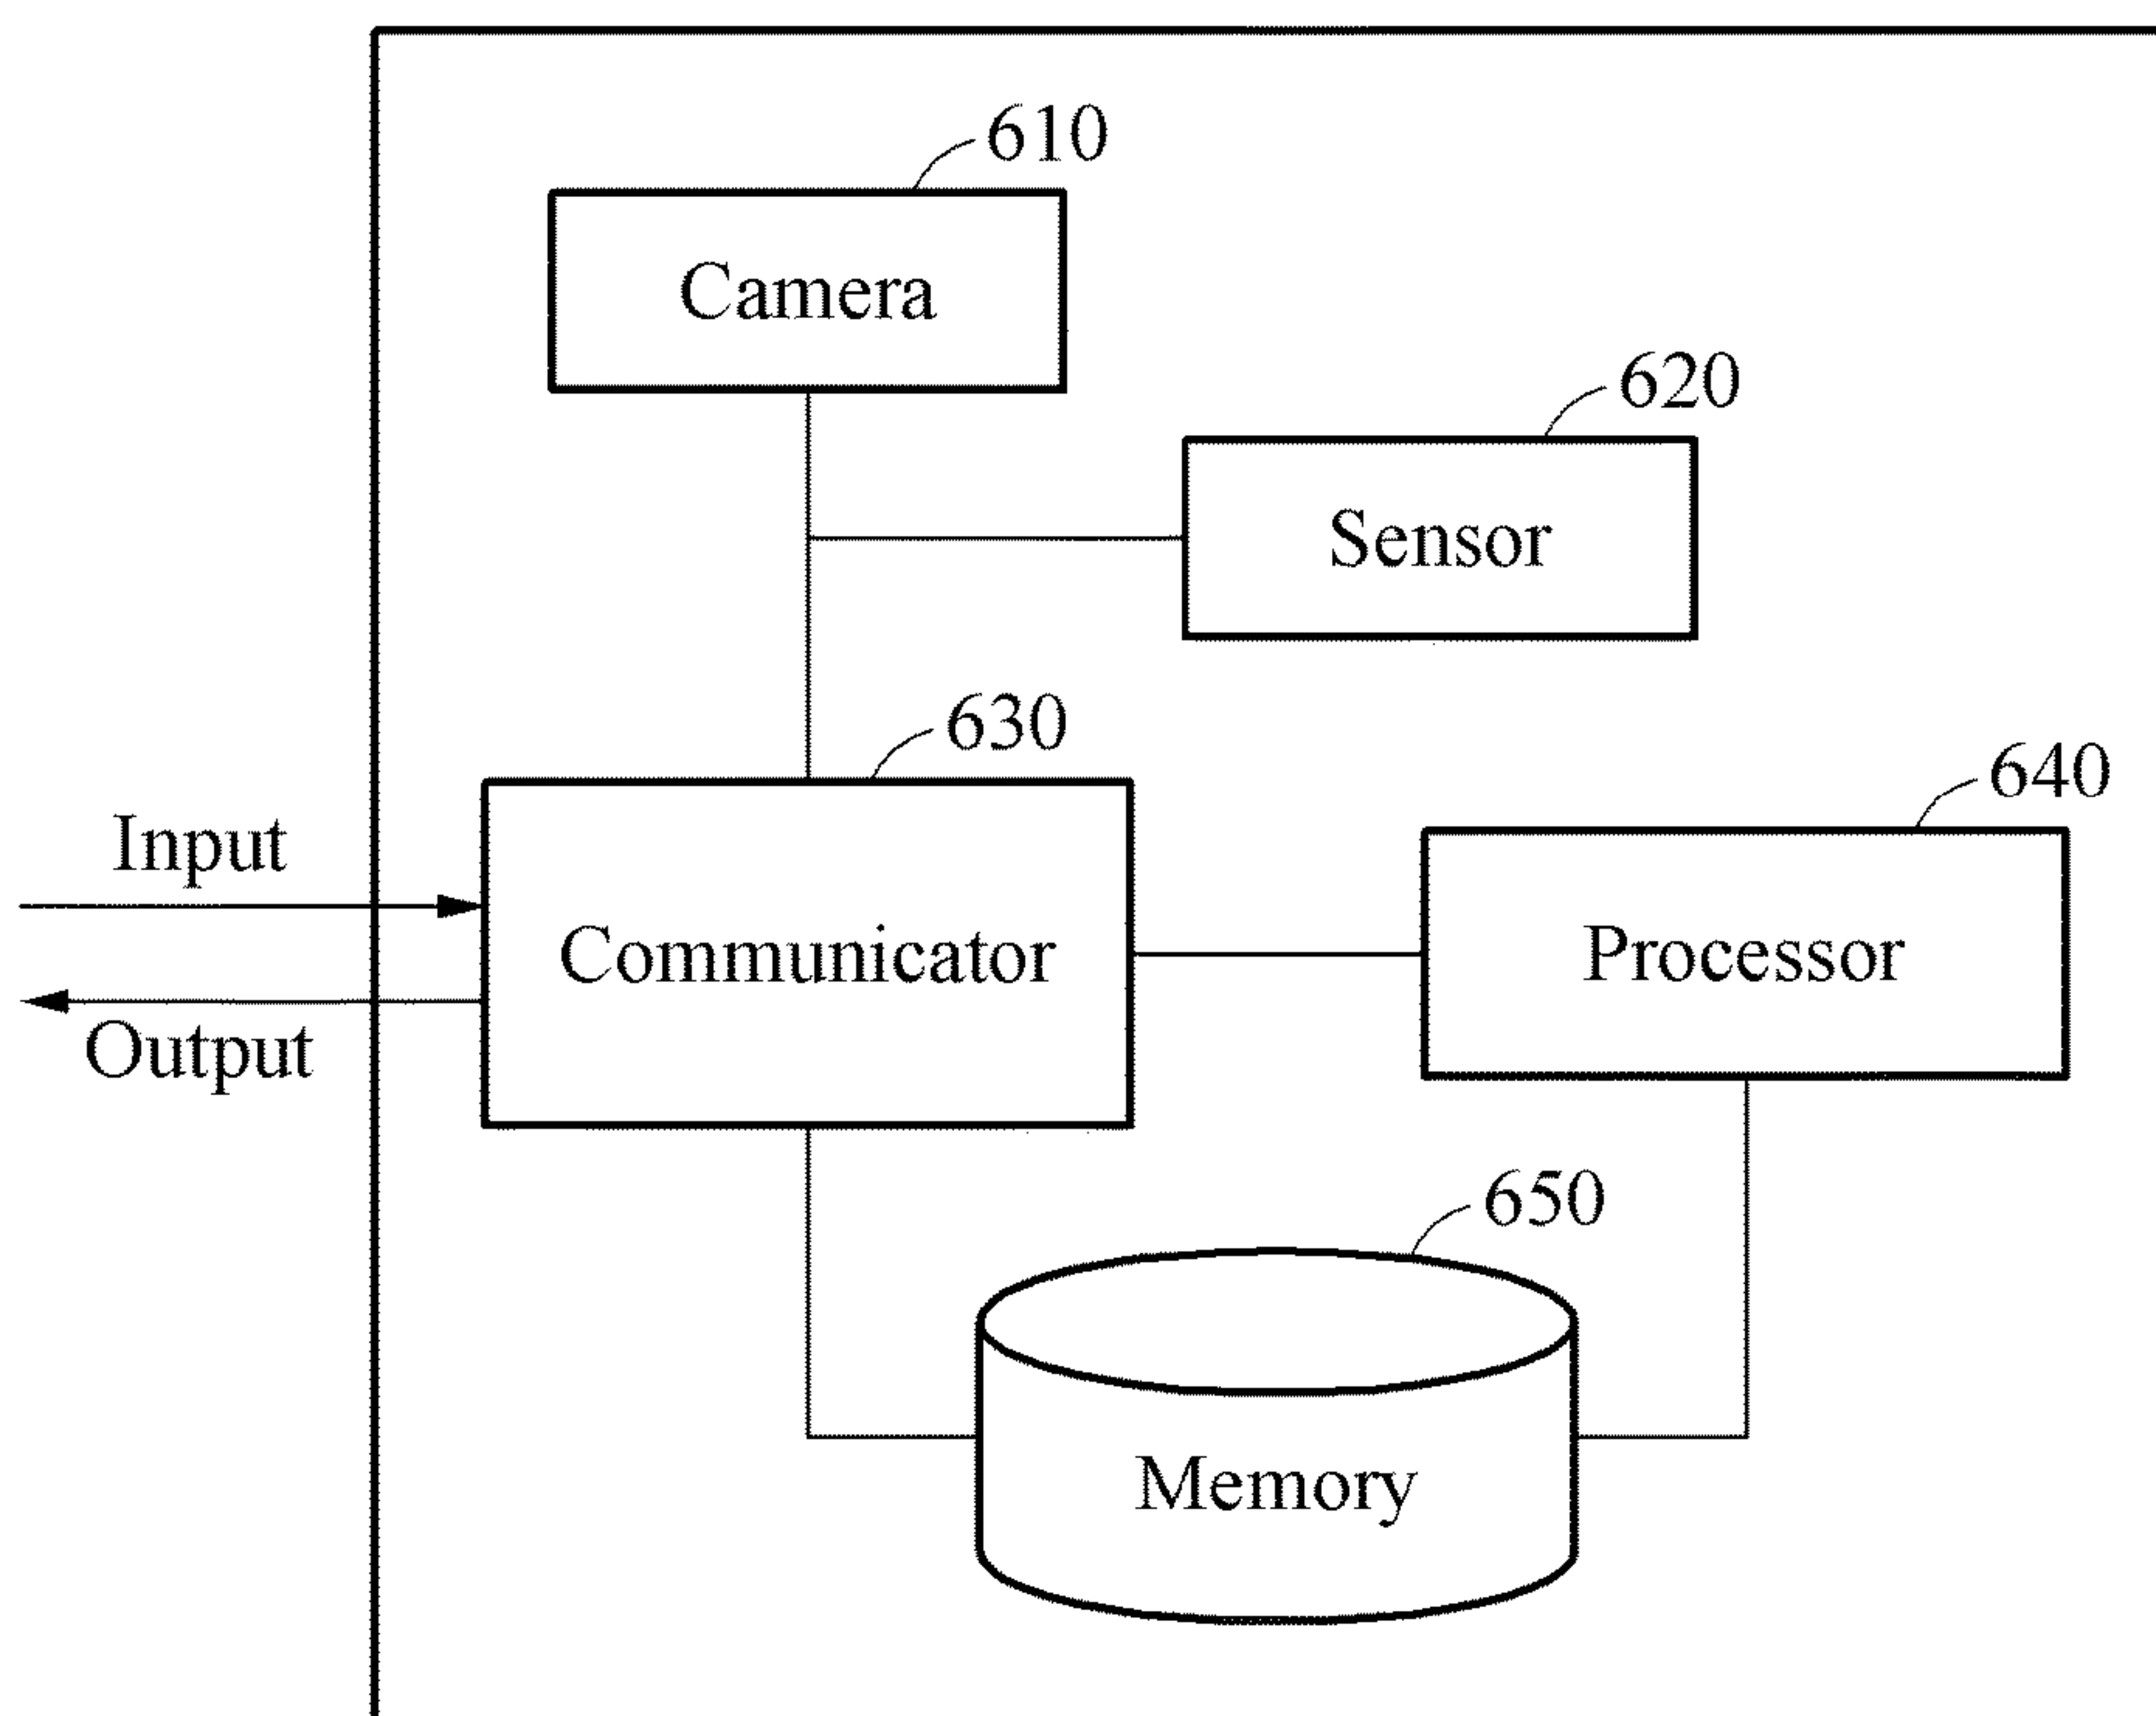 610
Camera
620
Sensor
630
640
Input
Communicator
Processor
Output
650
Memory